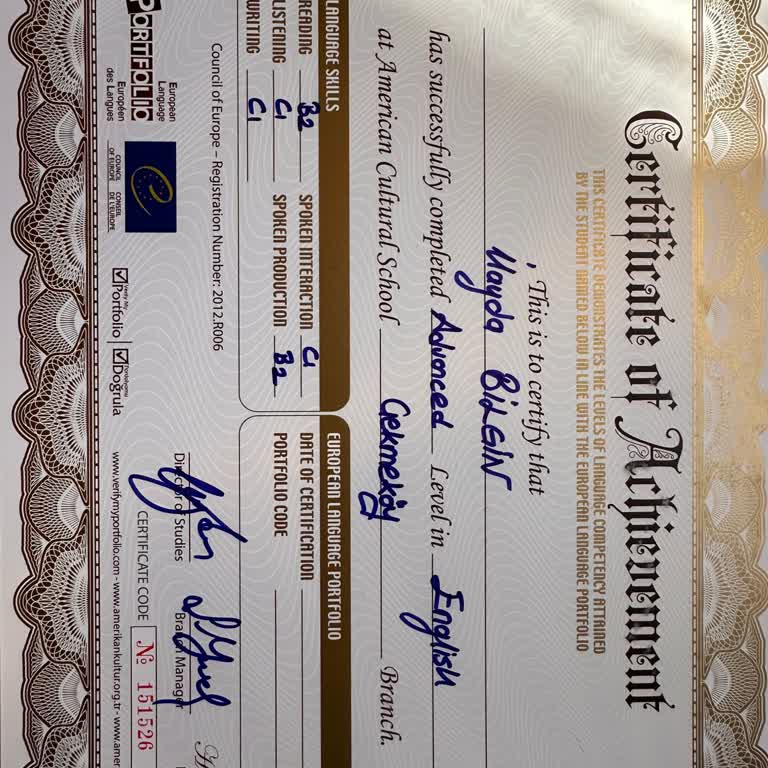 Certificate of Achievement
THIS CERTIFICATE DEMONSTRATES THE LEVELS OF LANGUAGE COMPETENCY ATTAINED
BY THE STUDENT NAMED BELOW IN LINE WITH THE EUROPEAN LANGUAGE PORTFOLIO
, This is to certify that
Mayda BİLGİN
has successfully completed Advanced Level in English
at American Cultural School Çekmeköy Branch.
LANGUAGE SKILLS
READING B2 SPOKEN INTERACTION C1
LISTENING C1 SPOKEN PRODUCTION B2
WRITING C1
EUROPEAN LANGUAGE PORTFOLIO
DATE OF CERTIFICATION
PORTFOLIO CODE
Council of Europe – Registration Number: 2012.R006
Director of Studies
Branch Manager
European
Language
PORTFOLIO
Européen
des Langues
COUNCIL OF EUROPE
CONSEIL DE L'EUROPE
Portfolio
Doğrula
CERTIFICATE CODE
№ 151526
www.verifymyportfolio.com - www.amerikankultur.org.tr - www.amer